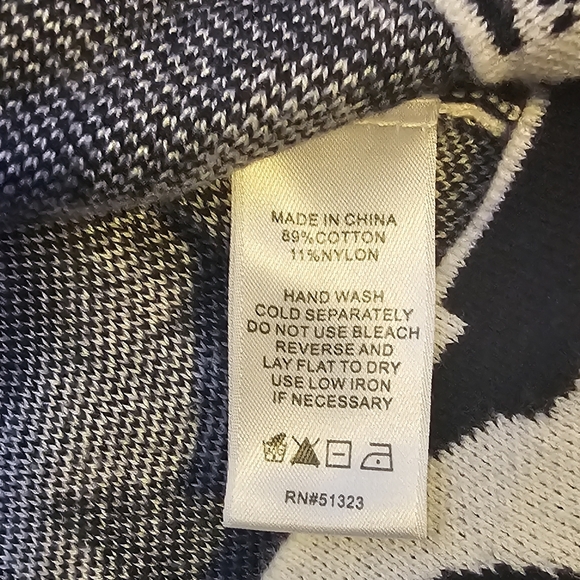 MADE IN CHINA
89%COTTON
11%NYLON
HAND WASH
COLD SEPARATELY
DO NOT USE BLEACH
REVERSE AND
LAY FLAT TO DRY
USE LOW IRON
IF NECESSARY
RN#51323